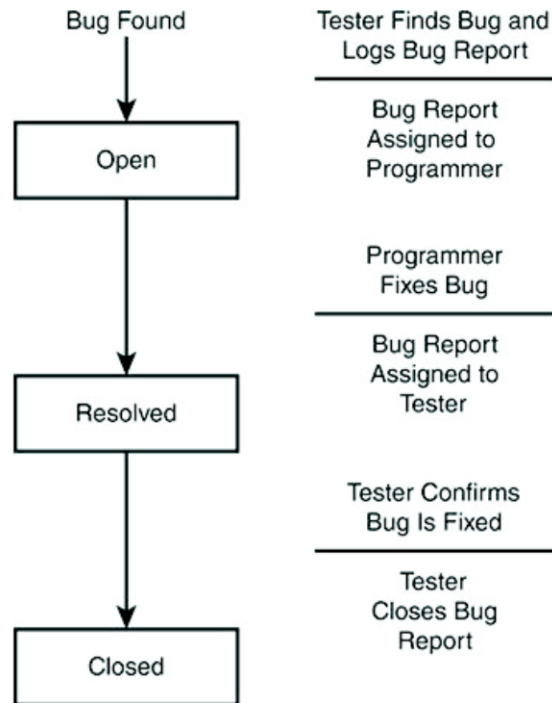 Bug Found
Open
Resolved
Closed
Tester Finds Bug and
Logs Bug Report
Bug Report
Assigned to
Programmer
Programmer
Fixes Bug
Bug Report
Assigned to
Tester
Tester Confirms
Bug Is Fixed
Tester
Closes Bug
Report